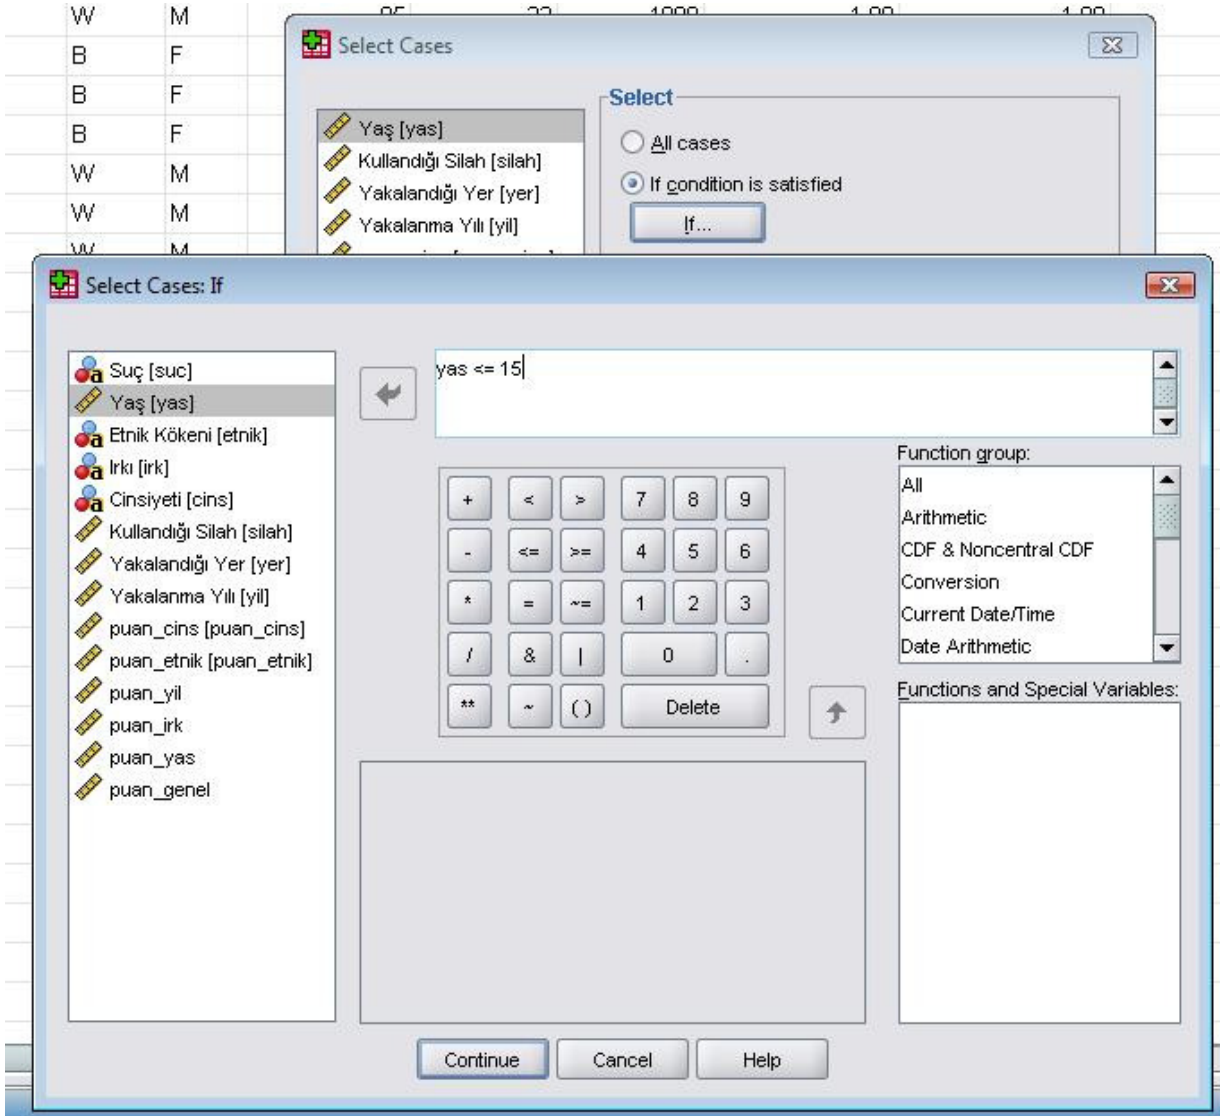 W M
Select Cases
B F
B F
B F
W M
W M
W M
Select
Yaş [yas]
Kullandığı Silah [silah]
Yakalandığı Yer [yer]
Yakalanma Yılı [yil]
All cases
If condition is satisfied
If...
Select Cases: If
Suç [suc]
Yaş [yas]
Etnik Kökeni [etnik]
Irkı [irk]
Cinsiyeti [cins]
Kullandığı Silah [silah]
Yakalandığı Yer [yer]
Yakalanma Yılı [yil]
puan_cins [puan_cins]
puan_etnik [puan_etnik]
puan_yil
puan_irk
puan_yas
puan_genel
yas <= 15
+ < > 7 8 9
- <= >= 4 5 6
* = ~= 1 2 3
/ & | 0 .
** ~ ( ) Delete
Function group:
All
Arithmetic
CDF & Noncentral CDF
Conversion
Current Date/Time
Date Arithmetic
Functions and Special Variables:
Continue Cancel Help